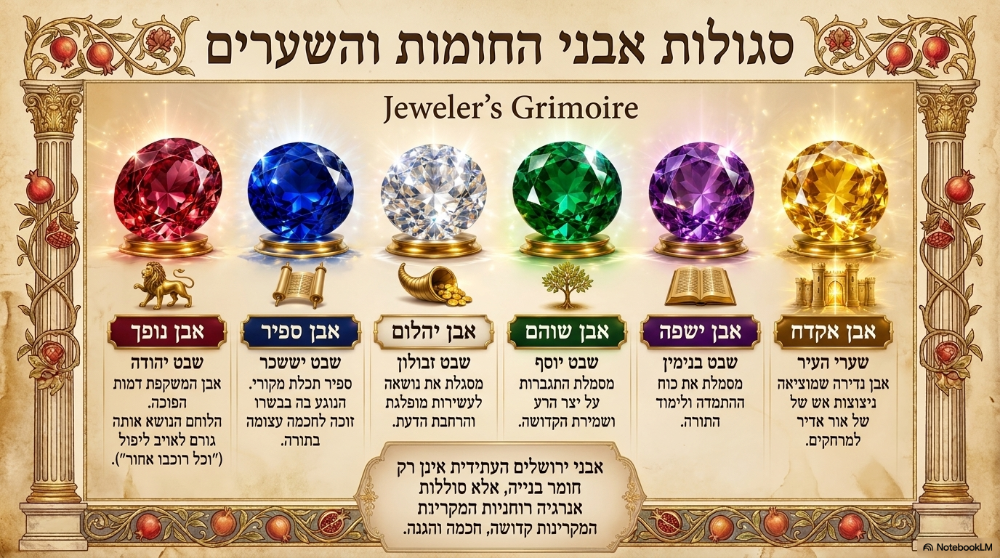 סגולות אבני החומות והשערים
Jeweler's Grimoire
אבן נופך
שבט יהודה
אבן המשקפת דמות
הפוכה.
הלוחם הנושא אותה
גורם לאויב ליפול
("וכל רוכבו אחור").
אבן ספיר
שבט יששכר
ספיר תכלת מקורי.
הנוגע בה בבשרו
זוכה לחכמה עצומה
בתורה.
אבן יהלום
שבט זבולון
מסגלת את נושאה
לעשירות מופלגת
והרחבת הדעת.
אבן שוהם
שבט יוסף
מסמלת התגברות
על יצר הרע
ושמירת הקדושה.
אבן ישפה
שבט בנימין
מסמלת את כוח
ההתמדה ולימוד
התורה.
אבן אקדח
שערי העיר
אבן נדירה שמוציאה
ניצוצות אש של
של אור אדיר
למרחקים.
אבני ירושלים העתידית אינן רק
חומר בנייה, אלא סוללות
אנרגיה רוחניות המקרינות
המקרינות קדושה, חכמה והגנה.
NotebookLM